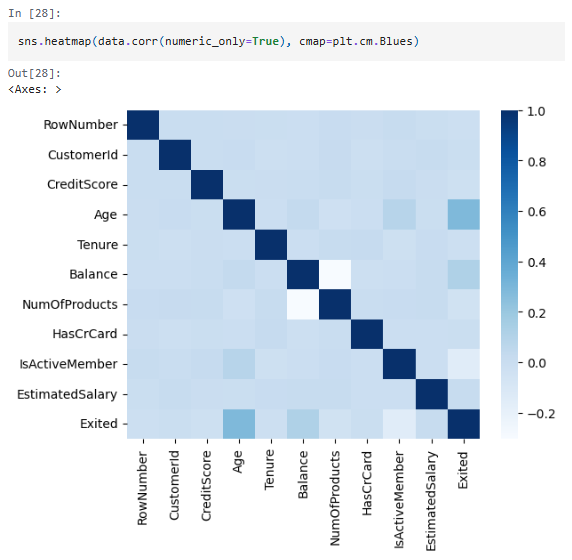 In [28]:
sns.heatmap(data.corr(numeric_only=True), cmap=plt.cm.Blues)
Out[28]:
<Axes: >
RowNumber
CustomerId
CreditScore
Age
Tenure
Balance
NumOfProducts
HasCrCard
IsActiveMember
EstimatedSalary
Exited
RowNumber
CustomerId
CreditScore
Age
Tenure
Balance
NumOfProducts
HasCrCard
IsActiveMember
EstimatedSalary
Exited
1.0
0.8
0.6
0.4
0.2
0.0
−0.2